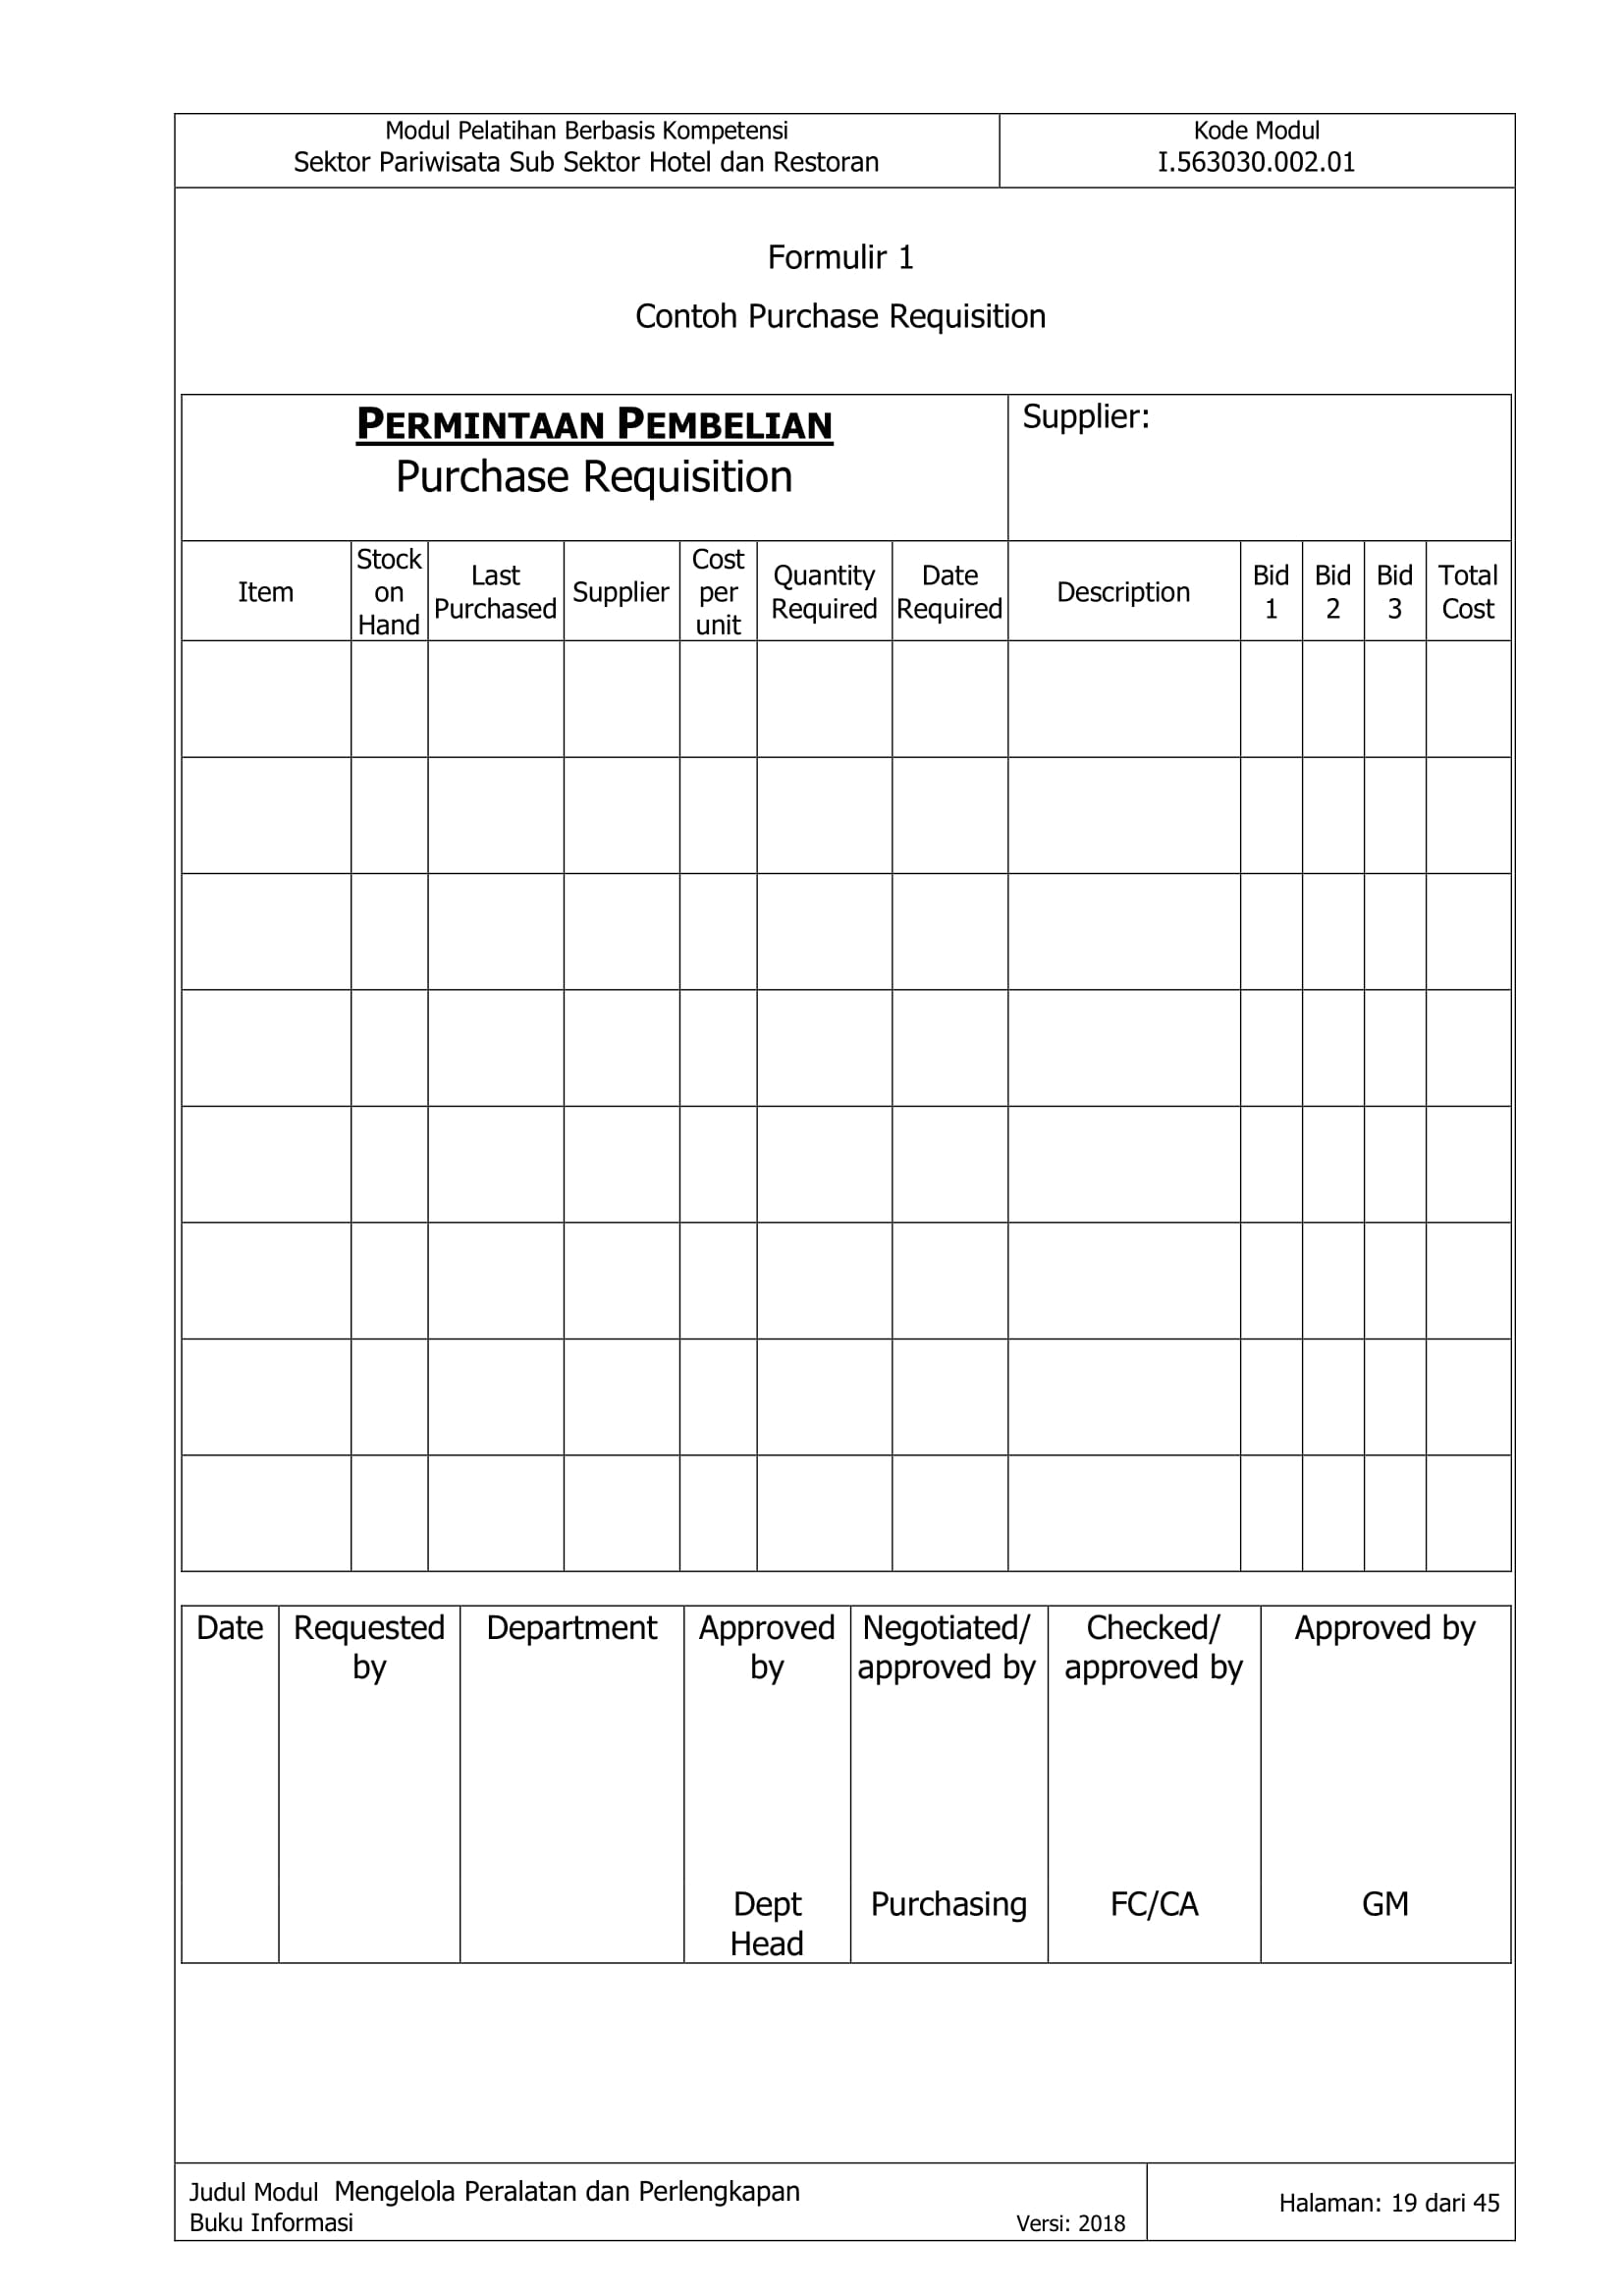 Modul Pelatihan Berbasis Kompetensi
Sektor Pariwisata Sub Sektor Hotel dan Restoran
Kode Modul
I.563030.002.01
Formulir 1
Contoh Purchase Requisition
PERMINTAAN PEMBELIAN
Purchase Requisition
Supplier:
Item
Stock
on
Hand
Last
Purchased
Supplier
Cost
per
unit
Quantity
Required
Date
Required
Description
Bid
1
Bid
2
Bid
3
Total
Cost
Date
Requested
by
Department
Approved
by
Negotiated/
approved by
Checked/
approved by
Approved by
Dept
Head
Purchasing
FC/CA
GM
Judul Modul  Mengelola Peralatan dan Perlengkapan
Buku Informasi
Versi: 2018
Halaman: 19 dari 45